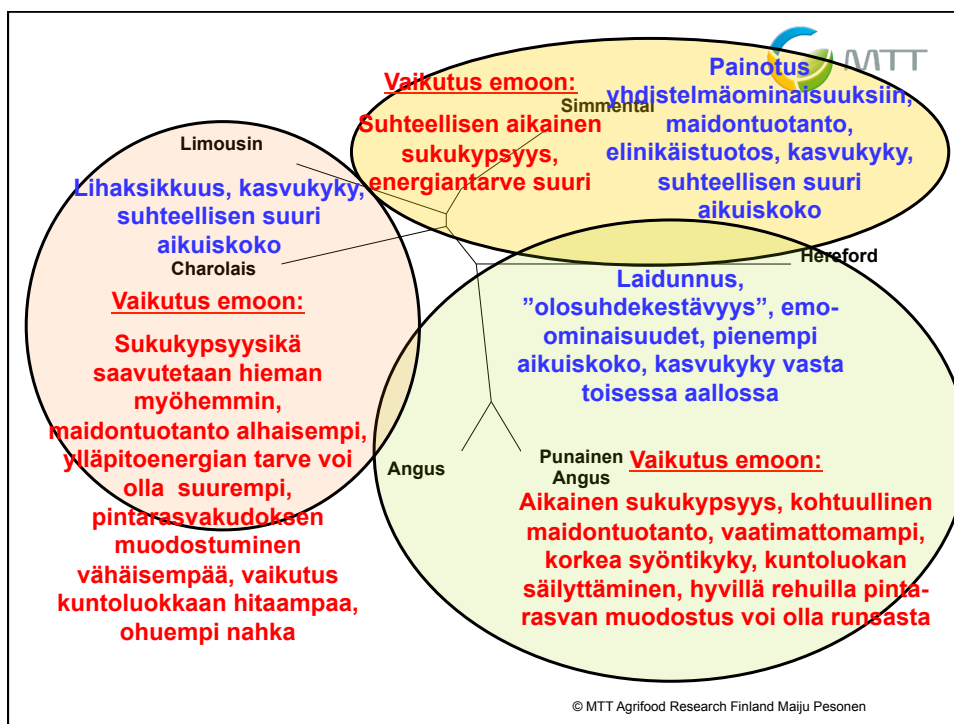 MTT
Vaikutus emoon:
Simmental
Suhteellisen aikainen
sukukypsyys,
energiantarve suuri
Painotus
yhdistelmäominaisuuksiin,
maidontuotanto,
elinikäistuotos, kasvukyky,
suhteellisen suuri
aikuiskoko
Limousin
Lihaksikkuus, kasvukyky,
suhteellisen suuri
aikuiskoko
Charolais
Vaikutus emoon:
Sukukypsyysikä
saavutetaan hieman
myöhemmin,
maidontuotanto alhaisempi,
ylläpitoenergian tarve voi
olla suurempi,
pintarasvakudoksen
muodostuminen
vähäisempää, vaikutus
kuntoluokkaan hitaampaa,
ohuempi nahka
Hereford
Laidunnus,
”olosuhdekestävyys”, emo-
ominaisuudet, pienempi
aikuiskoko, kasvukyky vasta
toisessa aallossa
Angus
Punainen
Angus
Vaikutus emoon:
Aikainen sukukypsyys, kohtuullinen
maidontuotanto, vaatimattomampi,
korkea syöntikyky, kuntoluokan
säilyttäminen, hyvillä rehuilla pinta-
rasvan muodostus voi olla runsasta
© MTT Agrifood Research Finland Maiju Pesonen